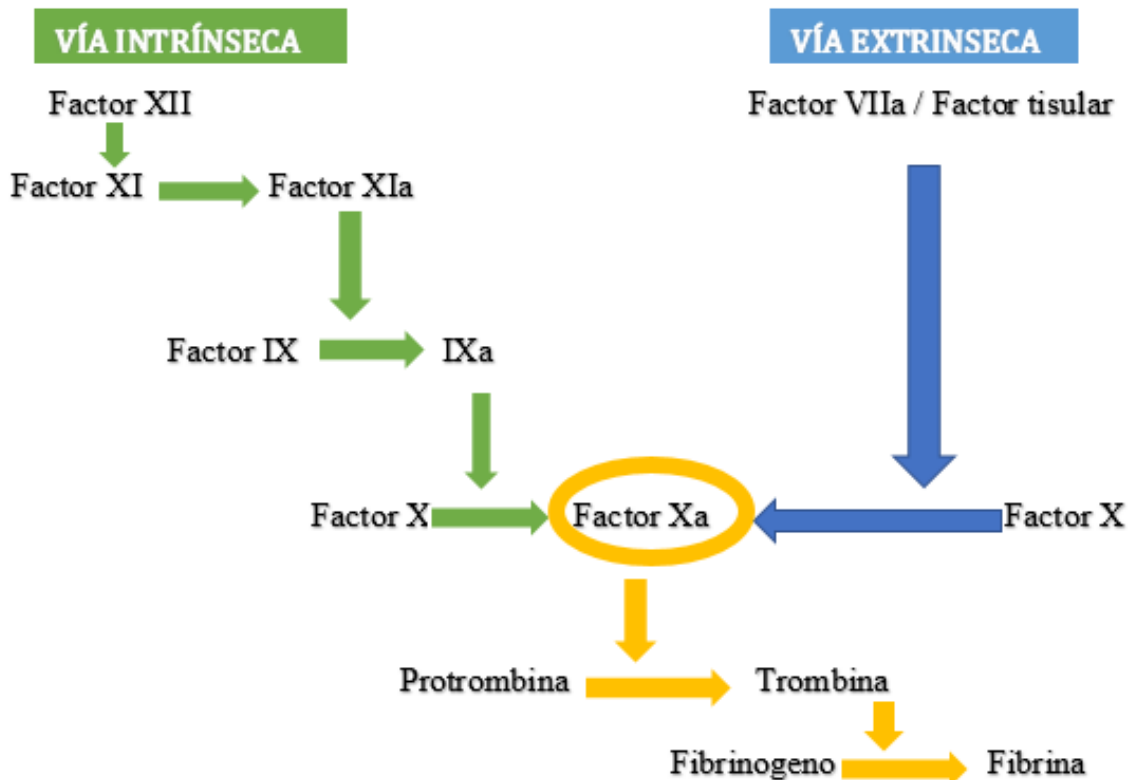 VÍA INTRÍNSECA
VÍA EXTRINSECA
Factor XII
Factor VIIa / Factor tisular
Factor XI
Factor XIa
Factor IX
IXa
Factor X
Factor Xa
Factor X
Protrombina
Trombina
Fibrinogeno
Fibrina